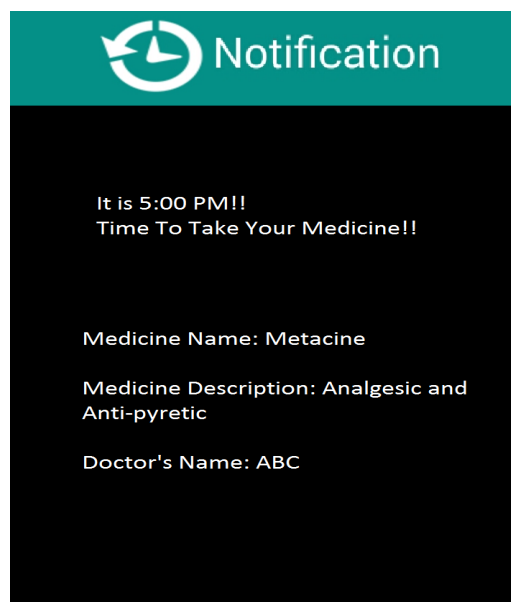 Notification
It is 5:00 PM!!
Time To Take Your Medicine!!
Medicine Name: Metacine
Medicine Description: Analgesic and
Anti-pyretic
Doctor's Name: ABC